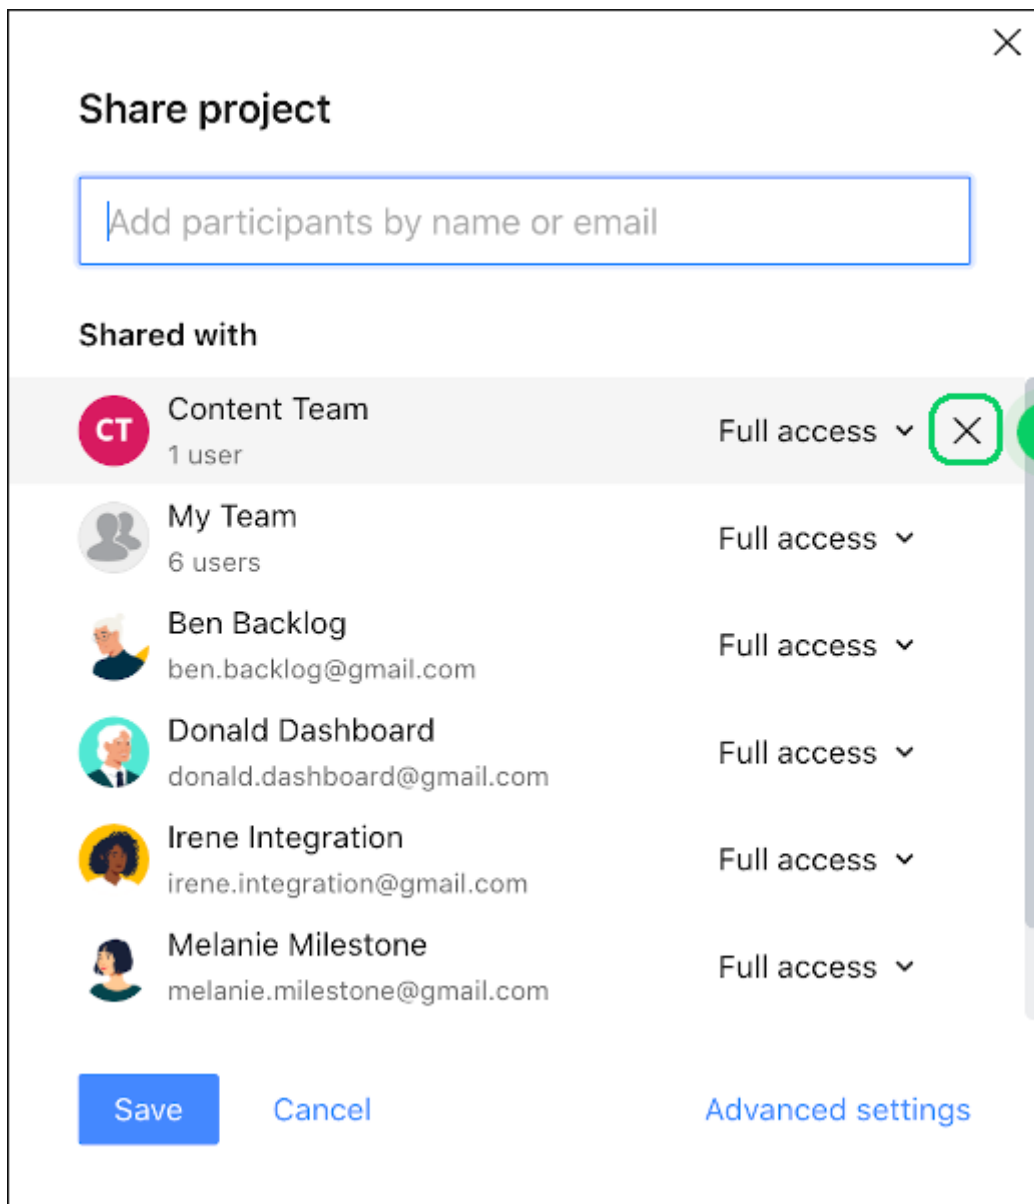 Share project
Add participants by name or email
Shared with
CT
Content Team
1 user
Full access
My Team
6 users
Full access
Ben Backlog
ben.backlog@gmail.com
Full access
Donald Dashboard
donald.dashboard@gmail.com
Full access
Irene Integration
irene.integration@gmail.com
Full access
Melanie Milestone
melanie.milestone@gmail.com
Full access
Save Cancel Advanced settings